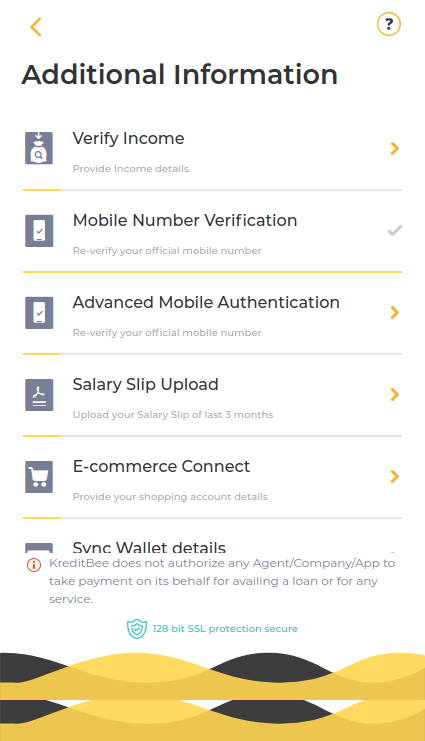 ?
Additional Information
Verify Income
Provide Income details
Mobile Number Verification
Re-verify your official mobile number
Advanced Mobile Authentication
Re-verify your official mobile number
Salary Slip Upload
Upload your Salary Slip of last 3 months
E-commerce Connect
Provide your shopping account details
Sync Wallet details
KreditBee does not authorize any Agent/Company/App to
take payment on its behalf for availing a loan or for any
service.
128 bit SSL protection secure